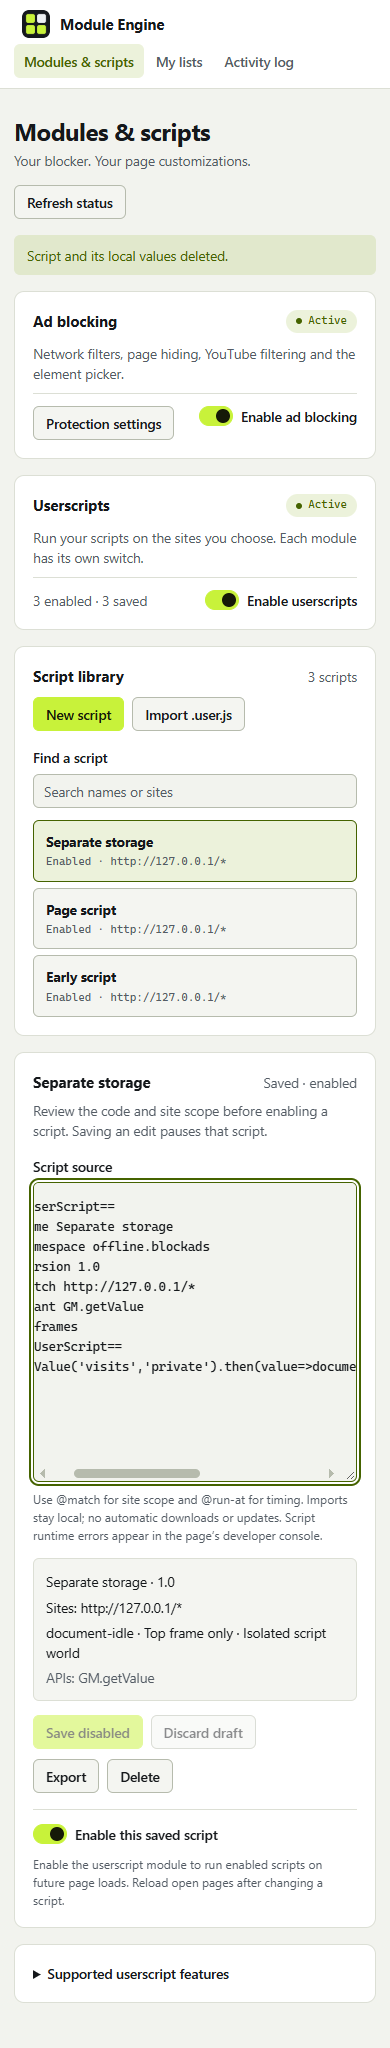 Module Engine
Modules & scripts
My lists
Activity log
Modules & scripts
Your blocker. Your page customizations.
Refresh status
Script and its local values deleted.
Ad blocking
Active
Network filters, page hiding, YouTube filtering and the
element picker.
Protection settings
Enable ad blocking
Userscripts
Active
Run your scripts on the sites you choose. Each module
has its own switch.
3 enabled · 3 saved
Enable userscripts
Script library
3 scripts
New script
Import .user.js
Find a script
Search names or sites
Separate storage
Enabled · http://127.0.0.1/*
Page script
Enabled · http://127.0.0.1/*
Early script
Enabled · http://127.0.0.1/*
Separate storage
Saved · enabled
Review the code and site scope before enabling a
script. Saving an edit pauses that script.
Script source
serScript==
me Separate storage
mespace offline.blockads
rsion 1.0
tch http://127.0.0.1/*
ant GM.getValue
frames
UserScript==
Value('visits','private').then(value=>docume
Use @match for site scope and @run-at for timing. Imports
stay local; no automatic downloads or updates. Script
runtime errors appear in the page's developer console.
Separate storage · 1.0
Sites: http://127.0.0.1/*
document-idle · Top frame only · Isolated script
world
APIs: GM.getValue
Save disabled
Discard draft
Export
Delete
Enable this saved script
Enable the userscript module to run enabled scripts on
future page loads. Reload open pages after changing a
script.
Supported userscript features